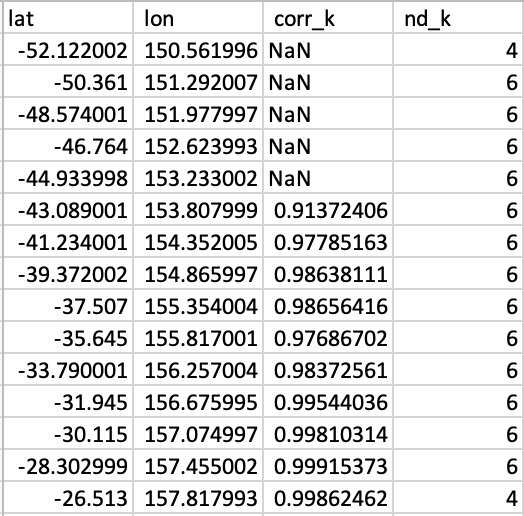 lat lon corr_k nd_k
-52.122002 150.561996 NaN 4
-50.361 151.292007 NaN 6
-48.574001 151.977997 NaN 6
-46.764 152.623993 NaN 6
-44.933998 153.233002 NaN 6
-43.089001 153.807999 0.91372406 6
-41.234001 154.352005 0.97785163 6
-39.372002 154.865997 0.98638111 6
-37.507 155.354004 0.98656416 6
-35.645 155.817001 0.97686702 6
-33.790001 156.257004 0.98372561 6
-31.945 156.675995 0.99544036 6
-30.115 157.074997 0.99810314 6
-28.302999 157.455002 0.99915373 6
-26.513 157.817993 0.99862462 4